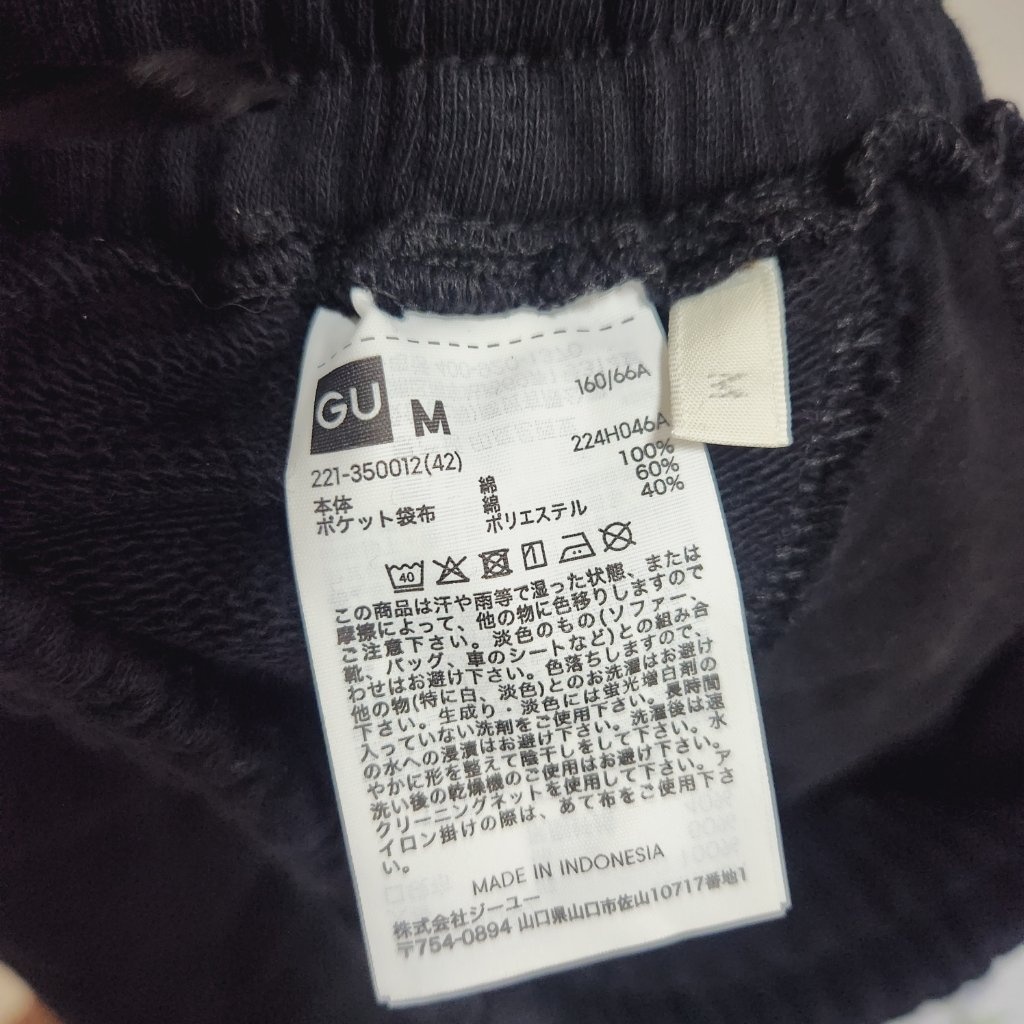 GU M 160/66A
M
221-350012(42) 224H046A
本体 綿 100%
ポケット袋布 綿 60%
ポリエステル 40%
40
この商品は汗や雨等で湿った状態、または
摩擦によって、他の物に色移りしますので
ご注意下さい。淡色のもの(ソファー、
靴、バッグ、車のシートなど)との組み合
わせはお避け下さい。色落ちしますので、
他の物(特に白、淡色)とのお洗濯はお避け
下さい。生成り・淡色には蛍光増白剤の
入っていない洗剤をご使用下さい。長時間
の水への浸漬はお避け下さい。洗濯後は速
やかに形を整えて陰干しをして下さい。水
洗い後の乾燥機のご使用はお避け下さい。
クリーニングネットを使用して下さい。ア
イロン掛けの際は、あて布をご使用下さ
い。
MADE IN INDONESIA
株式会社ジーユー
〒754-0894 山口県山口市佐山10717番地1